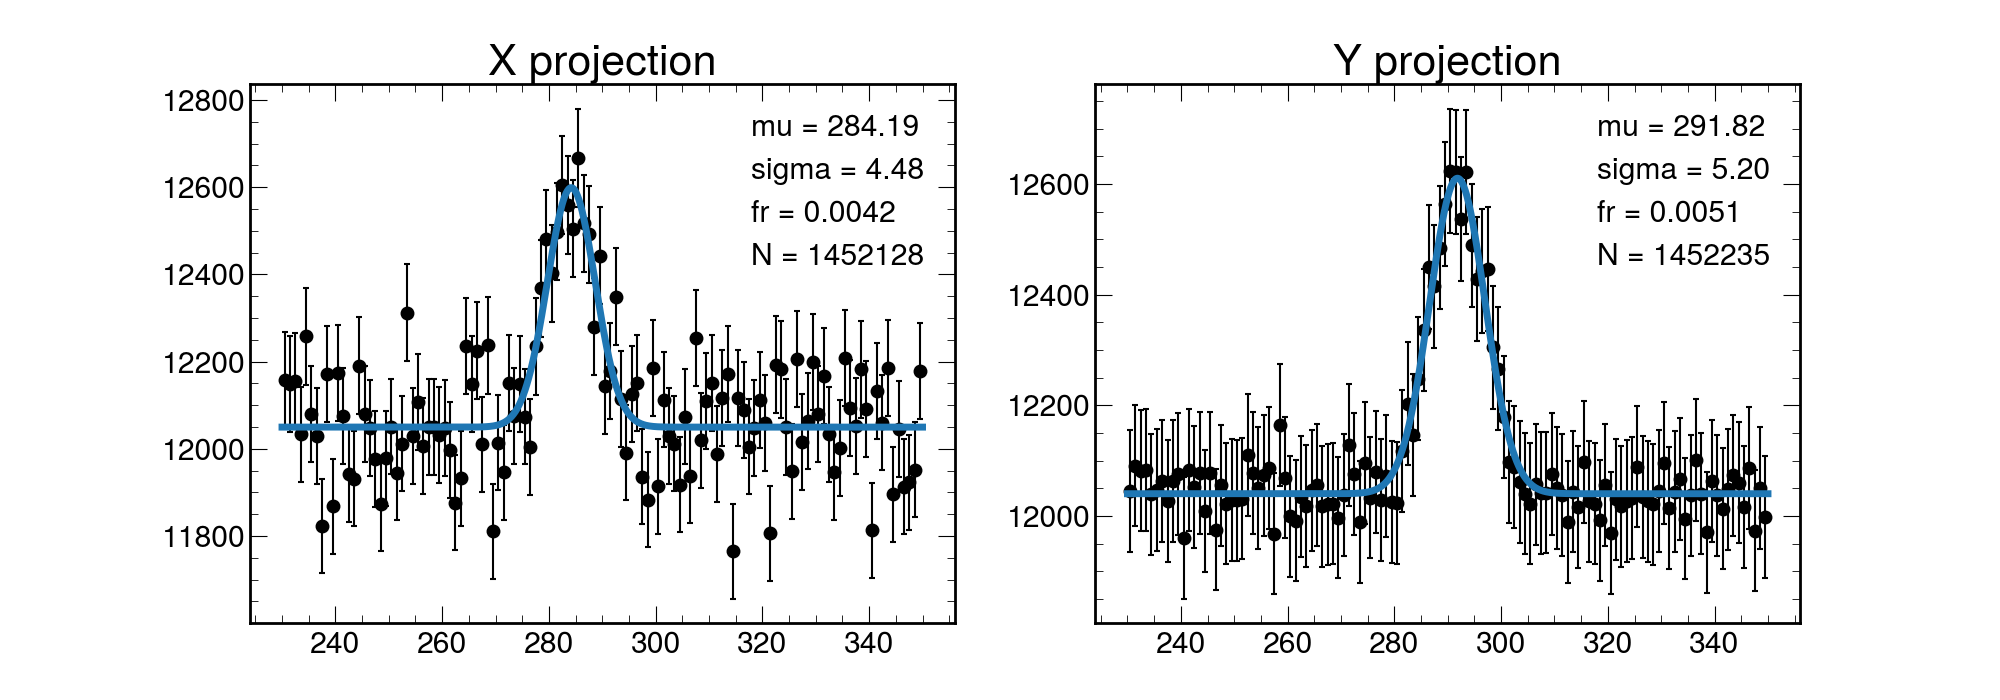 X projection
12800
12600
12400
12200
12000
11800
mu = 284.19
sigma = 4.48
fr = 0.0042
N = 1452128
240 260 280 300 320 340
Y projection
12600
12400
12200
12000
mu = 291.82
sigma = 5.20
fr = 0.0051
N = 1452235
240 260 280 300 320 340